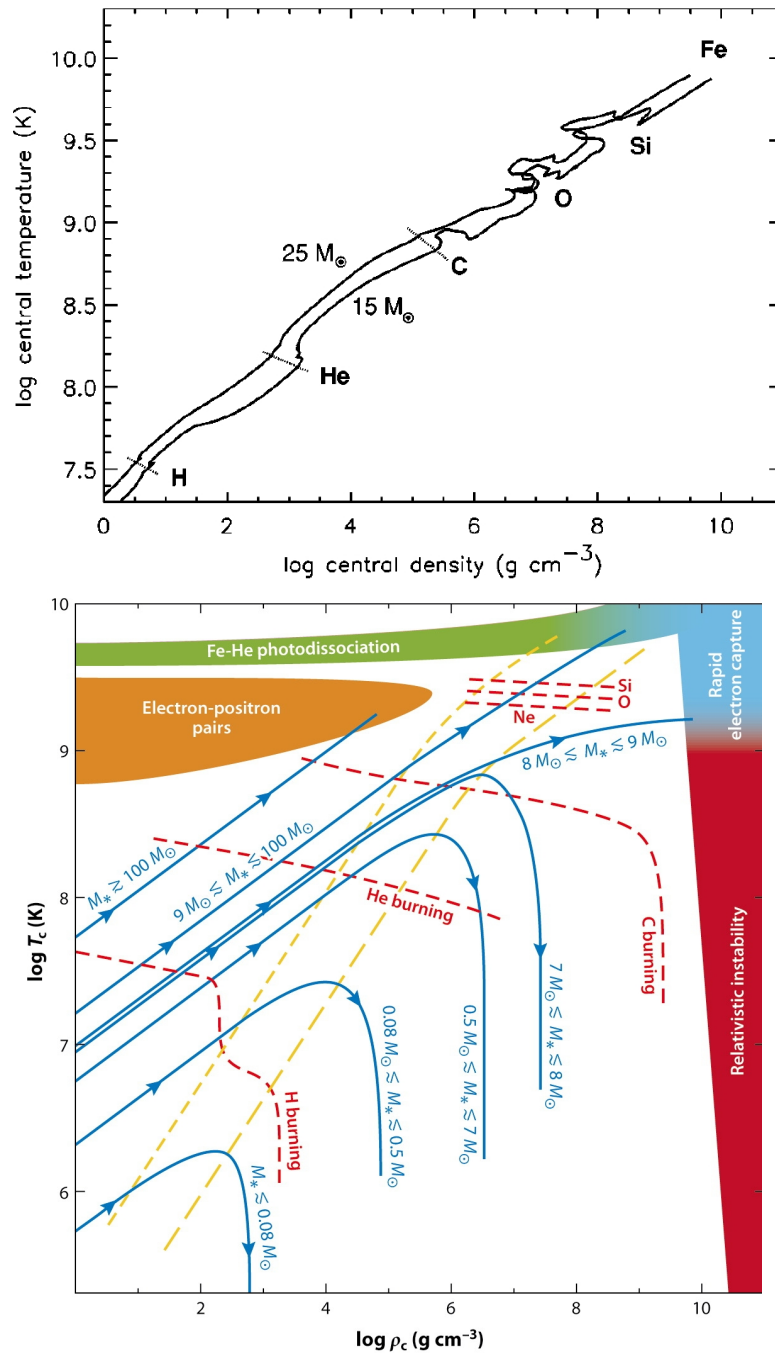 log central temperature (K)
10.0
9.5
9.0
8.5
8.0
7.5
Fe
Si
O
C
25 M☉
15 M☉
He
H
0
2
4
6
8
10
log central density (g cm⁻³)
10
9
8
7
6
log Tc (K)
Fe-He photodissociation
Electron-positron
pairs
Rapid
electron capture
Relativistic instability
Si
O
Ne
8 M☉ ≲ M* ≲ 9 M☉
M* ≳ 100 M☉
9 M☉ ≲ M* ≲ 100 M☉
He burning
C burning
H burning
7 M☉ ≲ M* ≲ 8 M☉
0.5 M☉ ≲ M* ≲ 7 M☉
0.08 M☉ ≲ M* ≲ 0.5 M☉
M* ≲ 0.08 M☉
2
4
6
8
10
log ρc (g cm⁻³)